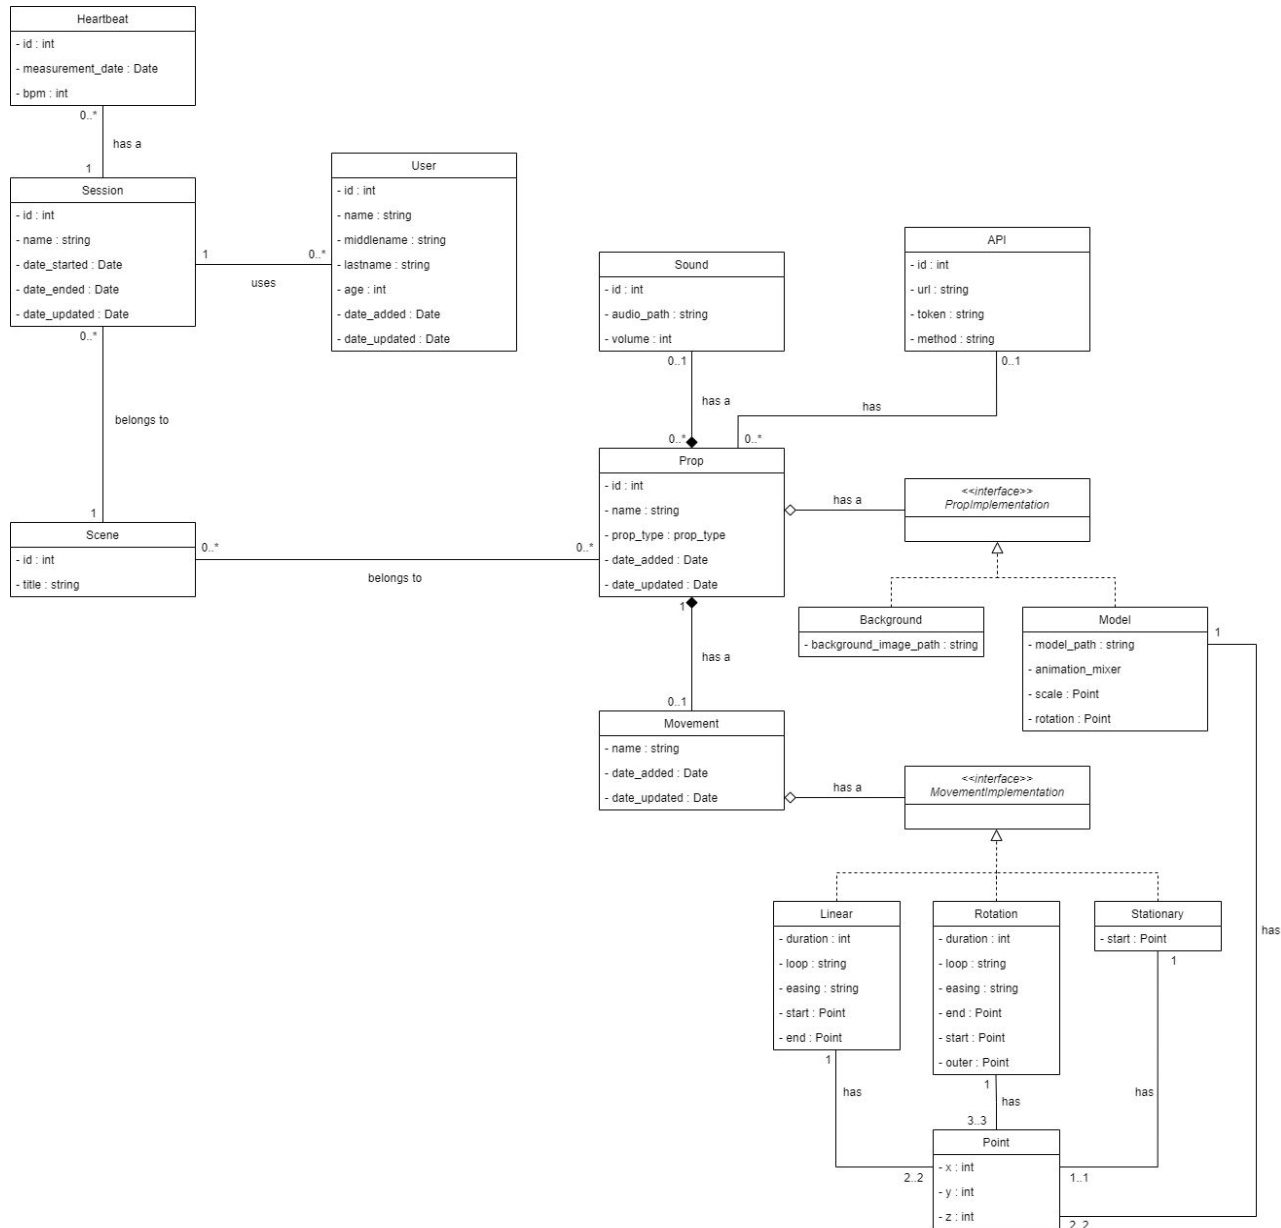 Heartbeat
- id : int
- measurement_date : Date
- bpm : int
0..*
has a
1
Session
- id : int
- name : string
- date_started : Date
- date_ended : Date
- date_updated : Date
1
0..*
uses
User
- id : int
- name : string
- middlename : string
- lastname : string
- age : int
- date_added : Date
- date_updated : Date
0..*
belongs to
1
Scene
- id : int
- title : string
0..*
0..*
belongs to
Sound
- id : int
- audio_path : string
- volume : int
0..1
has a
0..*
API
- id : int
- url : string
- token : string
- method : string
0..1
has
0..*
Prop
- id : int
- name : string
- prop_type : prop_type
- date_added : Date
- date_updated : Date
has a
<<interface>>
PropImplementation
Background
- background_image_path : string
Model
- model_path : string
- animation_mixer
- scale : Point
- rotation : Point
1
1
has a
0..1
Movement
- name : string
- date_added : Date
- date_updated : Date
has a
<<interface>>
MovementImplementation
Linear
- duration : int
- loop : string
- easing : string
- start : Point
- end : Point
Rotation
- duration : int
- loop : string
- easing : string
- end : Point
- start : Point
- outer : Point
Stationary
- start : Point
has
1
has
1
has
1
has
3..3
Point
- x : int
- y : int
- z : int
2..2
1..1
2..2